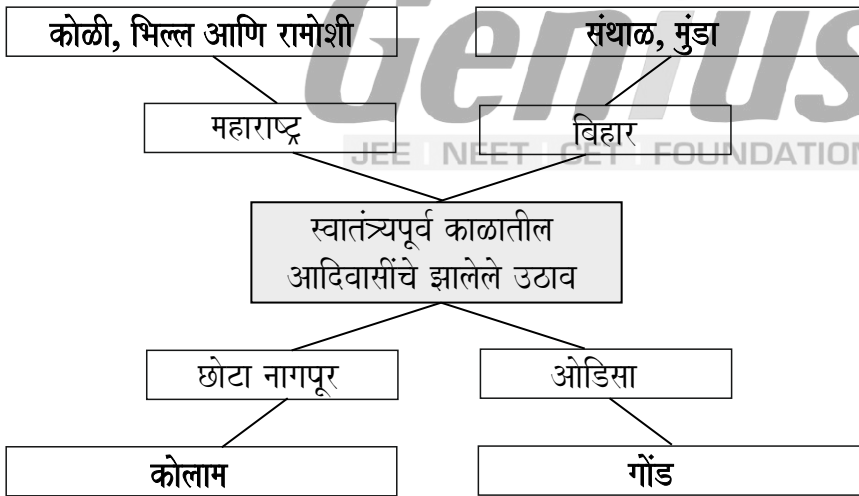 कोळी, भिल्ल आणि रामोशी
संथाळ, मुंडा
Genius
महाराष्ट्र
बिहार
JEE | NEET | CET | FOUNDATION
स्वातंत्र्यपूर्व काळातील
आदिवासींचे झालेले उठाव
छोटा नागपूर
ओडिसा
कोलाम
गोंड